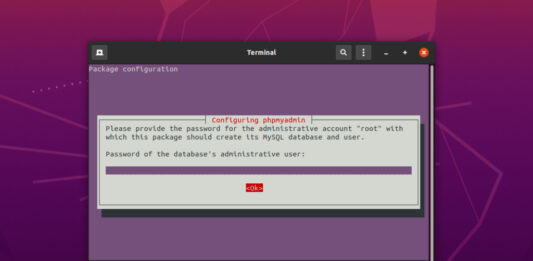 Terminal
Package configuration
Configuring phpmyadmin
Please provide the password for the administrative account "root" with
which this package should create its MySQL database and user.
Password of the database's administrative user:
<Ok>